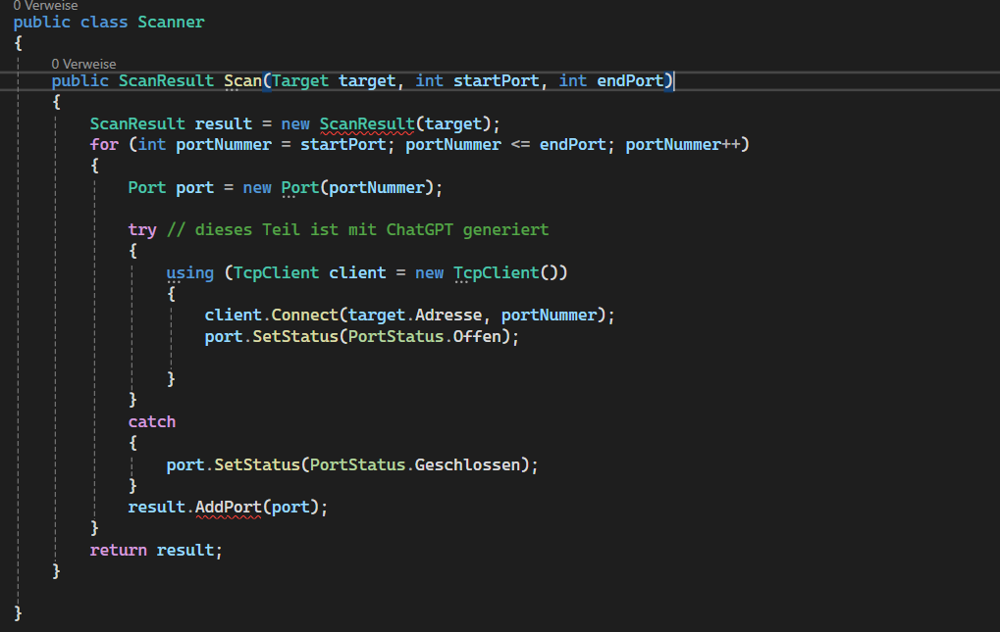 0 Verweise
public class Scanner
{
0 Verweise
public ScanResult Scan(Target target, int startPort, int endPort)
{
ScanResult result = new ScanResult(target);
for (int portNummer = startPort; portNummer <= endPort; portNummer++)
{
Port port = new Port(portNummer);
try // dieses Teil ist mit ChatGPT generiert
{
using (TcpClient client = new TcpClient())
{
client.Connect(target.Adresse, portNummer);
port.SetStatus(PortStatus.Offen);
}
}
catch
{
port.SetStatus(PortStatus.Geschlossen);
}
result.AddPort(port);
}
return result;
}
}